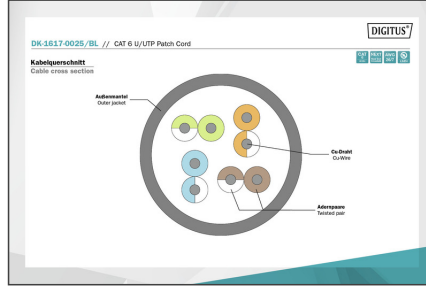 DIGITUS®
DK-1617-0025/BL // CAT 6 U/UTP Patch Cord
Kabelquerschnitt
Cable cross section
Außenmantel
Outer jacket
Cu-Draht
Cu-Wire
Adernpaare
Twisted pair